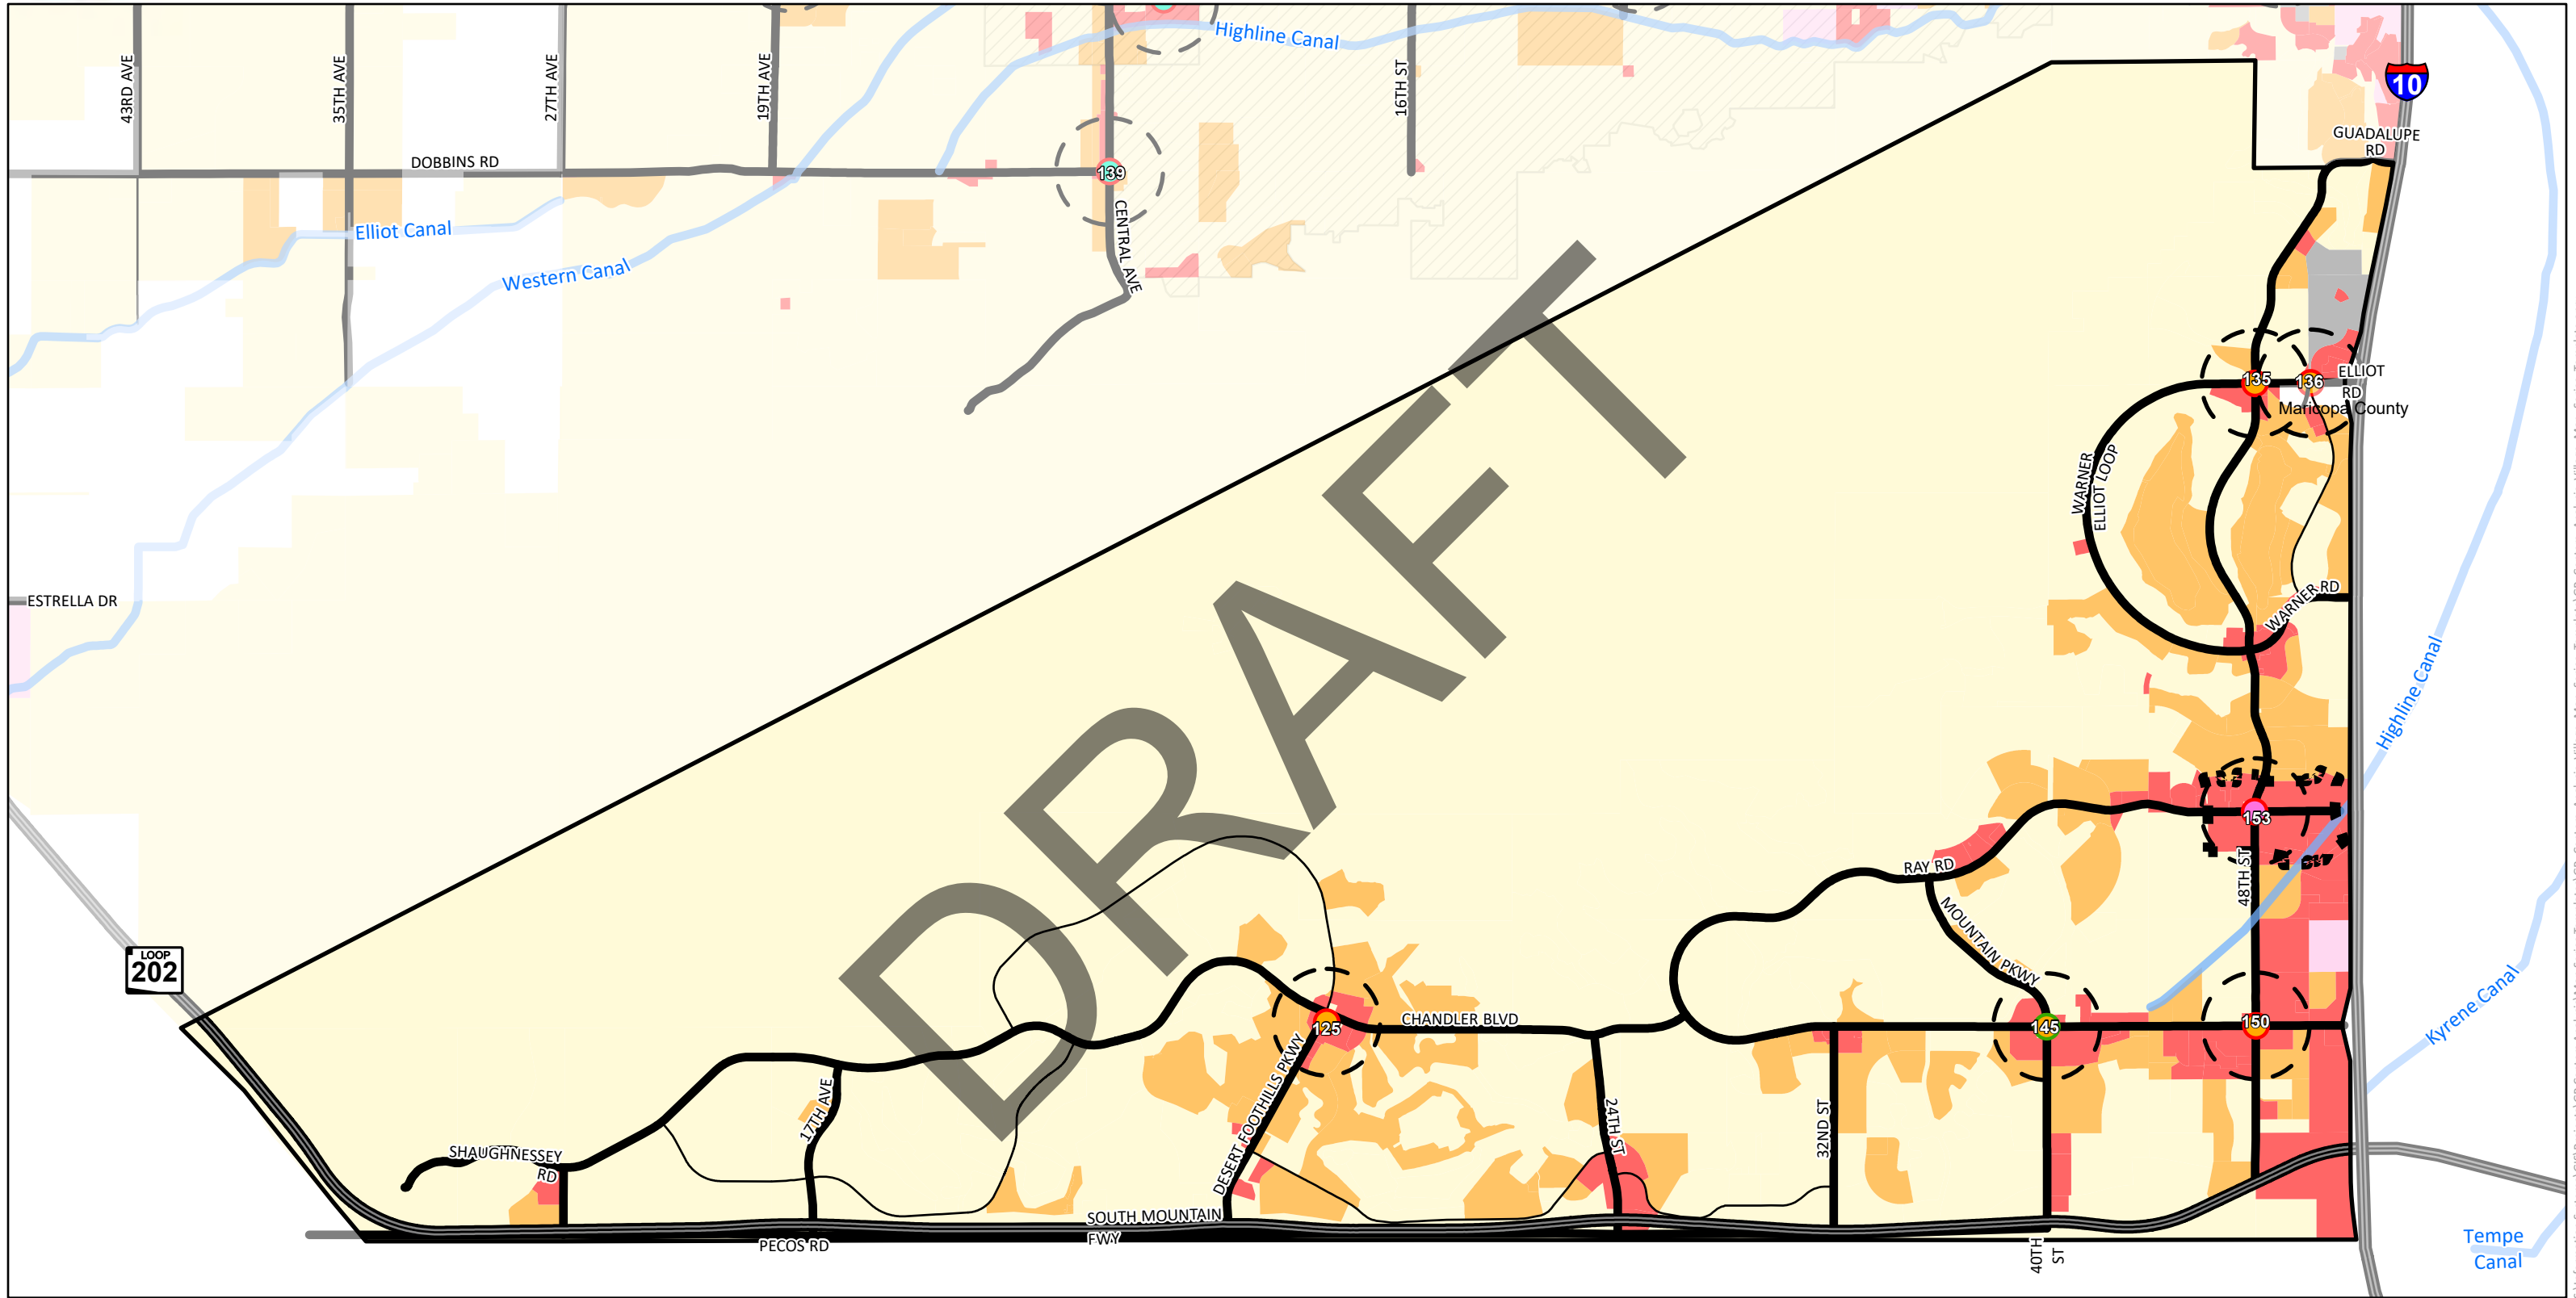 Highline Canal
43RD AVE
35TH AVE
27TH AVE
19TH AVE
16TH ST
10
GUADALUPE
RD
DOBBINS RD
139
CENTRAL AVE
Elliot Canal
Western Canal
135
136
ELLIOT
RD
Maricopa County
WARNER
ELLIOT LOOP
ESTRELLA DR
WARNER RD
DRAFT
Highline Canal
153
RAY RD
48TH ST
MOUNTAIN PKWY
LOOP
202
125
CHANDLER BLVD
145
150
Kyrene Canal
17TH AVE
DESERT FOOTHILLS PKWY
24TH ST
32ND ST
SHAUGHNESSEY
RD
SOUTH MOUNTAIN
FWY
PECOS RD
40TH
ST
Tempe
Canal